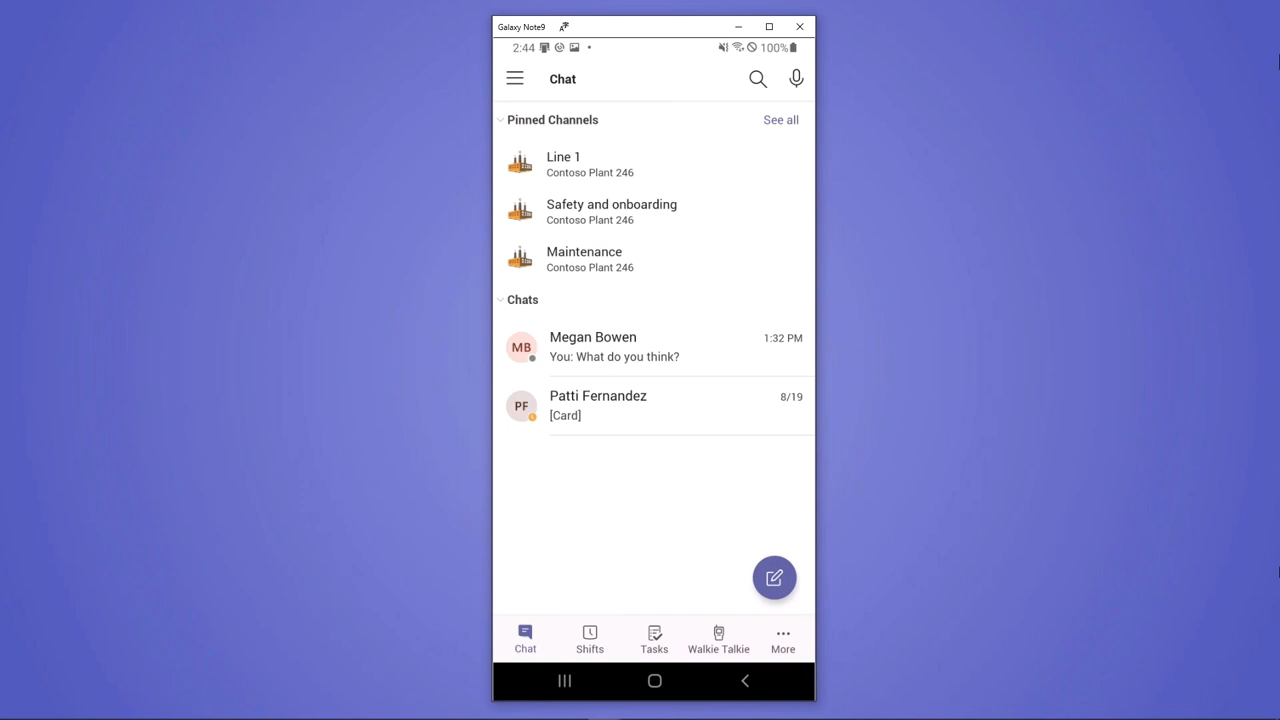 Galaxy Note9
2:44
100%
Chat
Pinned Channels
See all
Line 1
Contoso Plant 246
Safety and onboarding
Contoso Plant 246
Maintenance
Contoso Plant 246
Chats
MB
Megan Bowen
1:32 PM
You: What do you think?
PF
Patti Fernandez
8/19
[Card]
Chat
Shifts
Tasks
Walkie Talkie
More